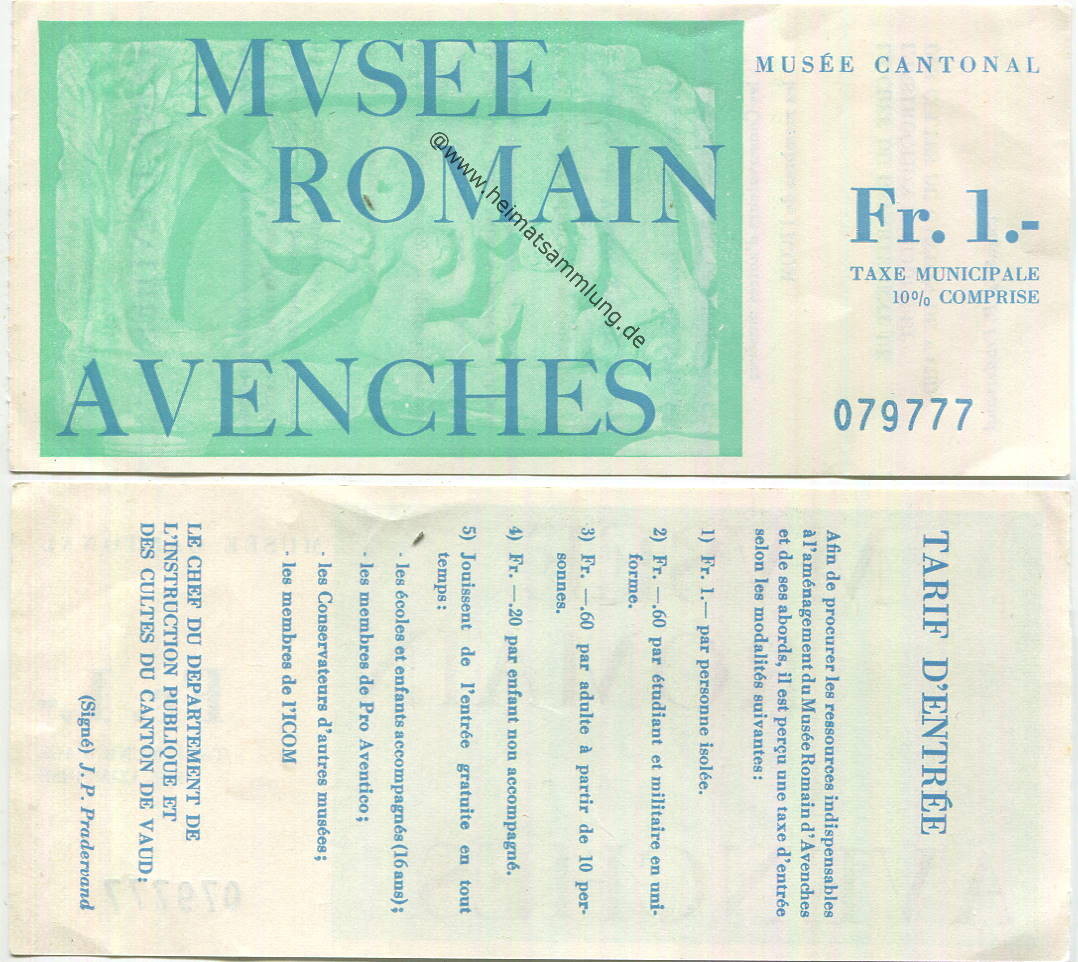 MVSEE
ROMAIN
AVENCHES
@www.heimatsammlung.de
MUSÉE CANTONAL
Fr. 1.-
TAXE MUNICIPALE
10% COMPRISE
079777
TARIF D'ENTRÉE
Afin de procurer les ressources indispensables
à l'aménagement du Musée Romain d'Avenches
et de ses abords, il est perçu une taxe d'entrée
selon les modalités suivantes:
1) Fr. 1.— par personne isolée.
2) Fr. —.60 par étudiant et militaire en uni-
forme.
3) Fr. —.60 par adulte à partir de 10 per-
sonnes.
4) Fr. —.20 par enfant non accompagné.
5) Jouissent de l'entrée gratuite en tout
temps:
· les écoles et enfants accompagnés (16 ans);
· les membres de Pro Aventico;
· les Conservateurs d'autres musées;
· les membres de l'ICOM
LE CHEF DU DEPARTEMENT DE
L'INSTRUCTION PUBLIQUE ET
DES CULTES DU CANTON DE VAUD:
(Signé) J. P. Pradervand